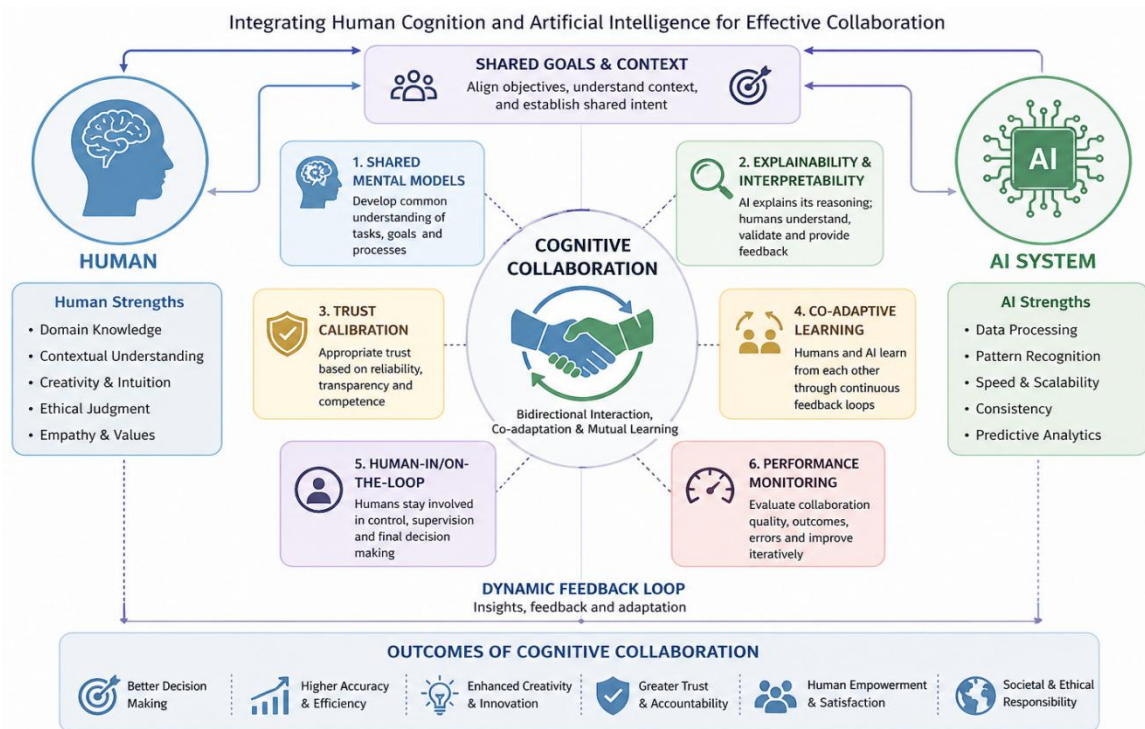 Integrating Human Cognition and Artificial Intelligence for Effective Collaboration
SHARED GOALS & CONTEXT
Align objectives, understand context,
and establish shared intent
HUMAN
Human Strengths
• Domain Knowledge
• Contextual Understanding
• Creativity & Intuition
• Ethical Judgment
• Empathy & Values
1. SHARED
MENTAL MODELS
Develop common
understanding of
tasks, goals and
processes
2. EXPLAINABILITY &
INTERPRETABILITY
AI explains its reasoning;
humans understand,
validate and provide
feedback
3. TRUST
CALIBRATION
Appropriate trust
based on reliability,
transparency and
competence
COGNITIVE
COLLABORATION
Bidirectional Interaction,
Co-adaptation & Mutual Learning
4. CO-ADAPTIVE
LEARNING
Humans and AI learn
from each other
through continuous
feedback loops
5. HUMAN-IN/ON-
THE-LOOP
Humans stay involved
in control, supervision
and final decision
making
6. PERFORMANCE
MONITORING
Evaluate collaboration
quality, outcomes,
errors and improve
iteratively
AI
AI SYSTEM
AI Strengths
• Data Processing
• Pattern Recognition
• Speed & Scalability
• Consistency
• Predictive Analytics
DYNAMIC FEEDBACK LOOP
Insights, feedback and adaptation
OUTCOMES OF COGNITIVE COLLABORATION
Better Decision
Making
Higher Accuracy
& Efficiency
Enhanced Creativity
& Innovation
Greater Trust
& Accountability
Human Empowerment
& Satisfaction
Societal & Ethical
Responsibility